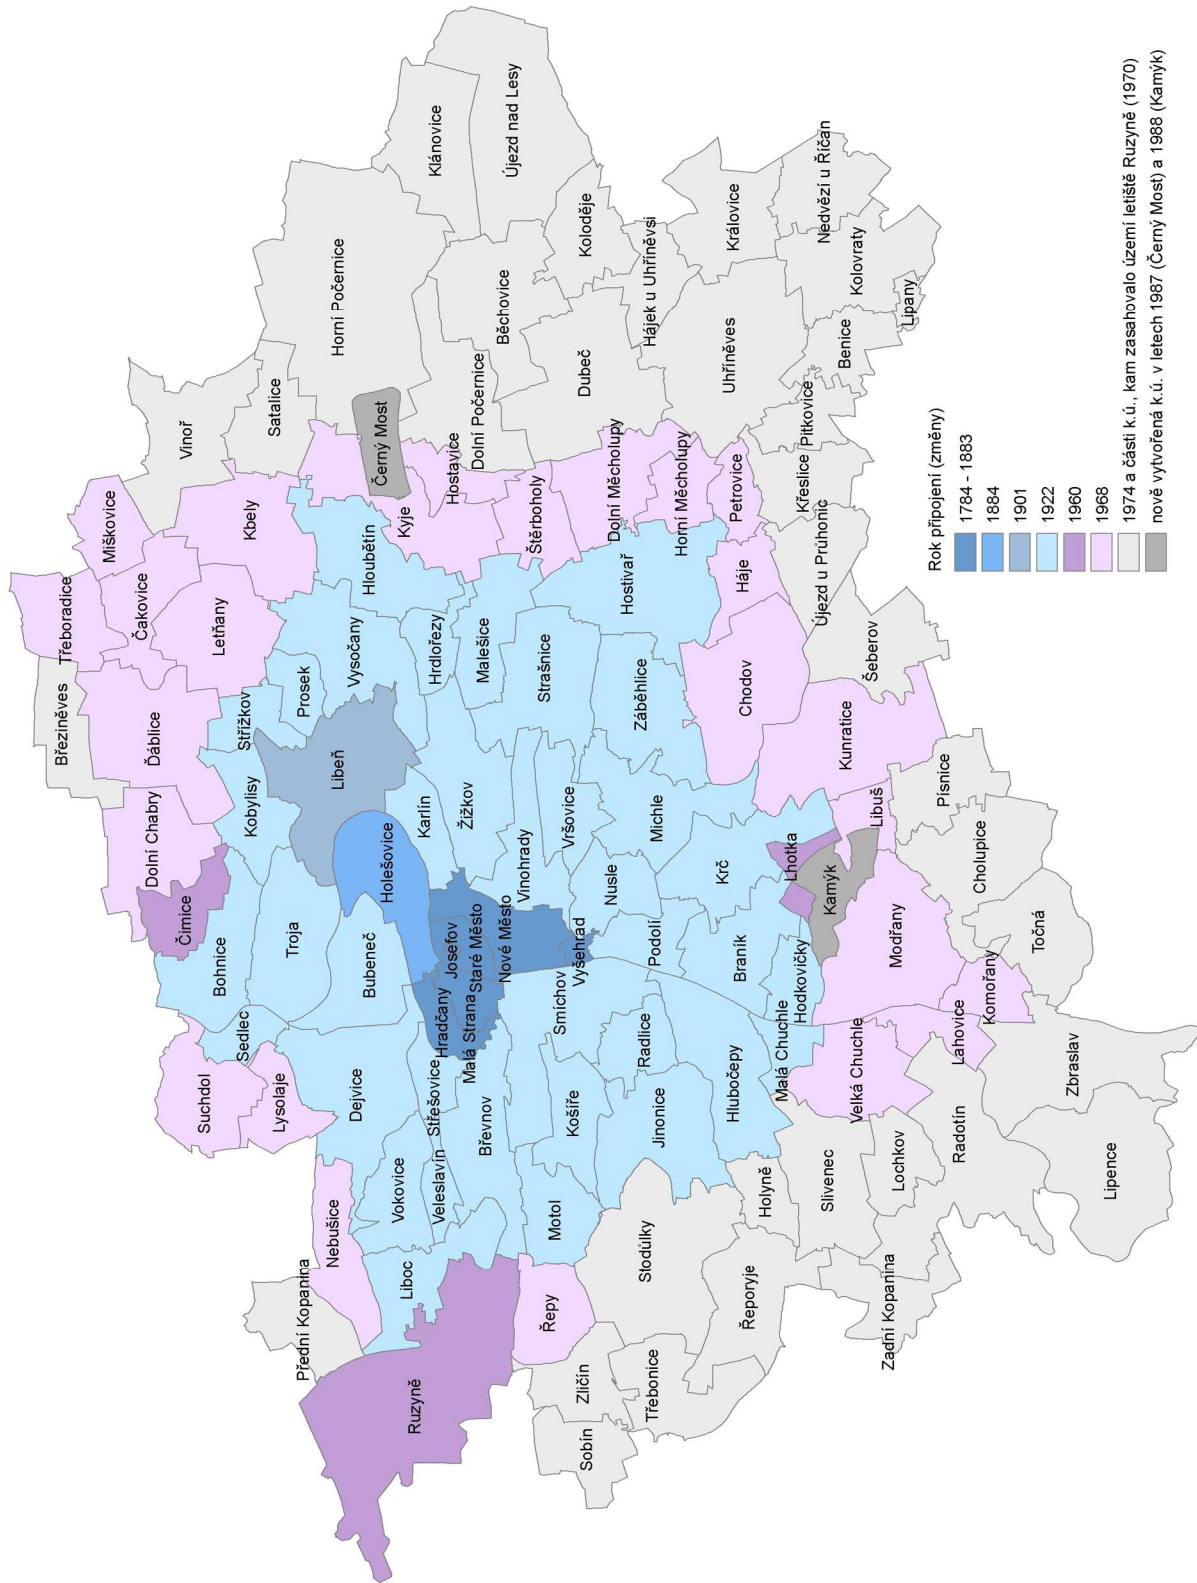 Přední Kopanina
Ruzyně
Nebušice
Liboc
Vokovice
Veleslavín
Dejvice
Střešovice
Břevnov
Suchdol
Lysolaje
Sedlec
Bohnice
Čimice
Dolní Chabry
Troja
Bubeneč
Holešovice
Kobylisy
Ďáblice
Březiněves
Třeboradice
Miškovice
Čakovice
Letňany
Kbely
Střížkov
Prosek
Libeň
Vysočany
Hloubětín
Hrdlořezy
Malešice
Karlín
Žižkov
Hradčany
Malá Strana
Josefov
Staré Město
Nové Město
Vyšehrad
Vinohrady
Vršovice
Strašnice
Vinoř
Satalice
Horní Počernice
Černý Most
Kyje
Hostavice
Dolní Počernice
Klánovice
Újezd nad Lesy
Běchovice
Koloděje
Štěrboholy
Dubeč
Dolní Měcholupy
Horní Měcholupy
Hostivař
Petrovice
Hájek u Uhříněvsi
Uhříněves
Královice
Nedvězí u Říčan
Kolovraty
Lipany
Benice
Pitkovice
Křeslice
Újezd u Průhonic
Šeberov
Háje
Chodov
Záběhlice
Michle
Nusle
Krč
Podolí
Braník
Hodkovičky
Lhotka
Kamýk
Libuš
Kunratice
Písnice
Cholupice
Točná
Modřany
Komořany
Smíchov
Radlice
Košíře
Motol
Jinonice
Hlubočepy
Malá Chuchle
Velká Chuchle
Lahovice
Zbraslav
Lipence
Radotín
Lochkov
Slivenec
Holyně
Řepy
Zličín
Sobín
Třebonice
Stodůlky
Řeporyje
Zadní Kopanina
Rok připojení (změny)
1784 - 1883
1884
1901
1922
1960
1968
1974 a části k.ú., kam zasahovalo území letiště Ruzyně (1970)
nově vytvořená k.ú. v letech 1987 (Černý Most) a 1988 (Kamýk)